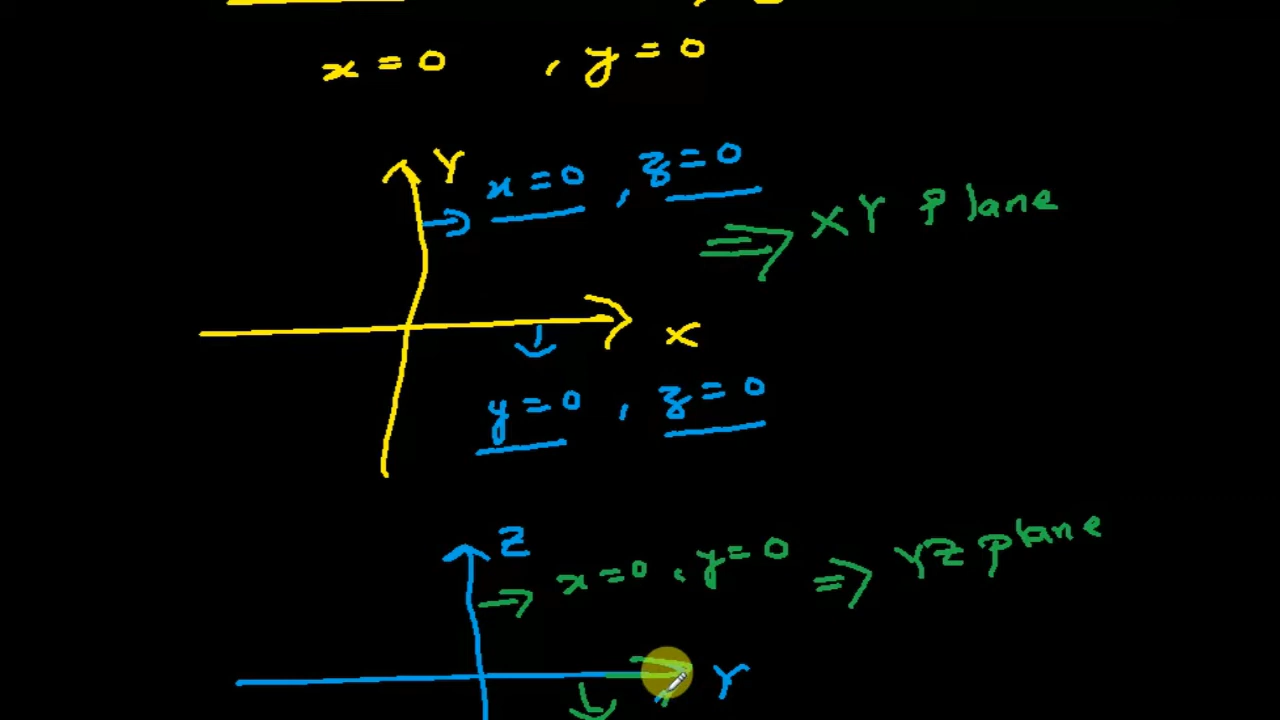 x = 0 , y = 0
Y
x = 0 , z = 0
XY plane
X
y = 0 , z = 0
Z
x = 0 , y = 0 ⇒ YZ plane
Y